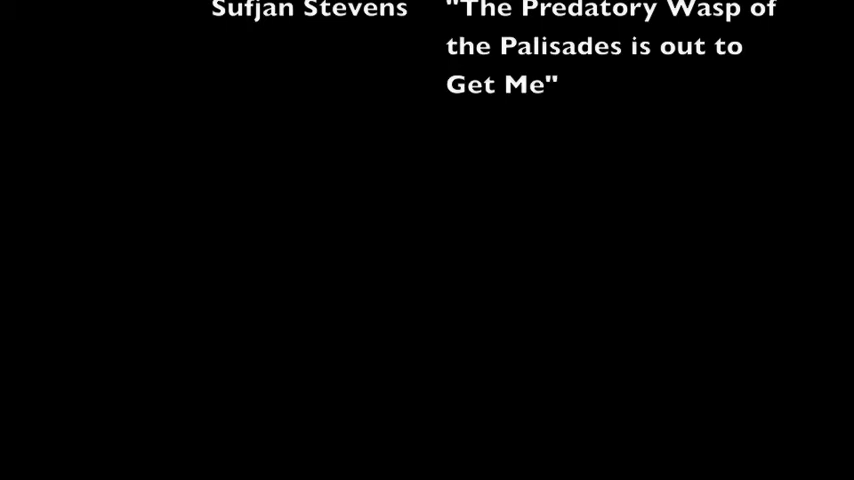 Sufjan Stevens "The Predatory Wasp of
the Palisades is out to
Get Me"